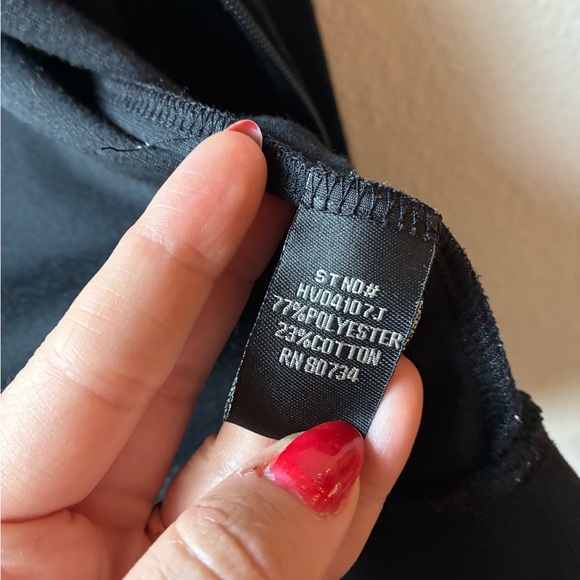 ST NO#
HV04107J
77%POLYESTER
23%COTTON
RN 80734